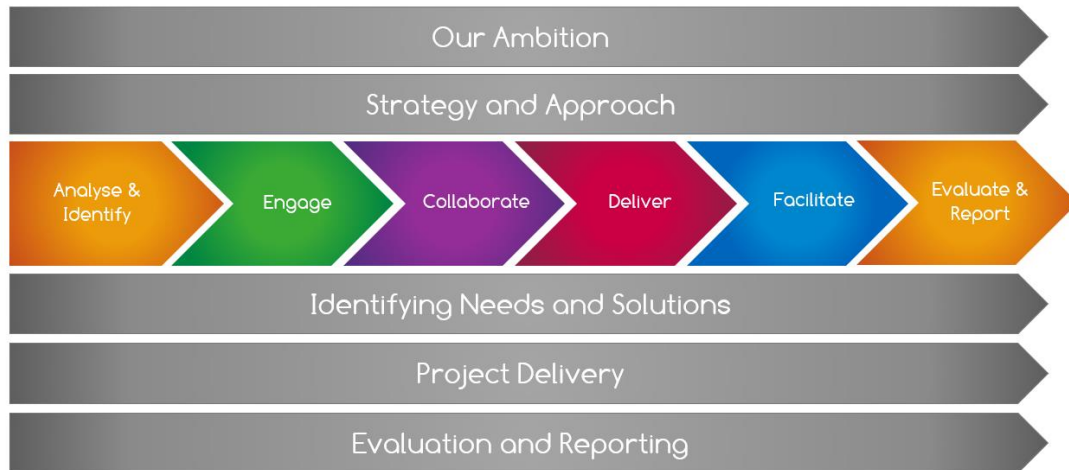 Our Ambition
Strategy and Approach
Analyse &
Identify
Engage
Collaborate
Deliver
Facilitate
Evaluate &
Report
Identifying Needs and Solutions
Project Delivery
Evaluation and Reporting